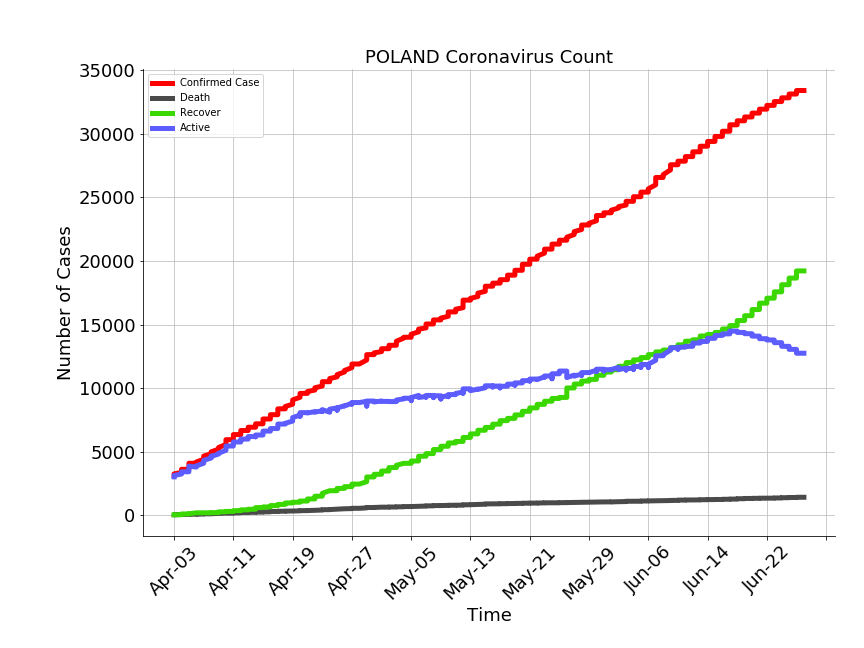 POLAND Coronavirus Count
35000
30000
25000
20000
15000
10000
5000
0
Number of Cases
Confirmed Case
Death
Recover
Active
Apr-03
Apr-11
Apr-19
Apr-27
May-05
May-13
May-21
May-29
Jun-06
Jun-14
Jun-22
Time